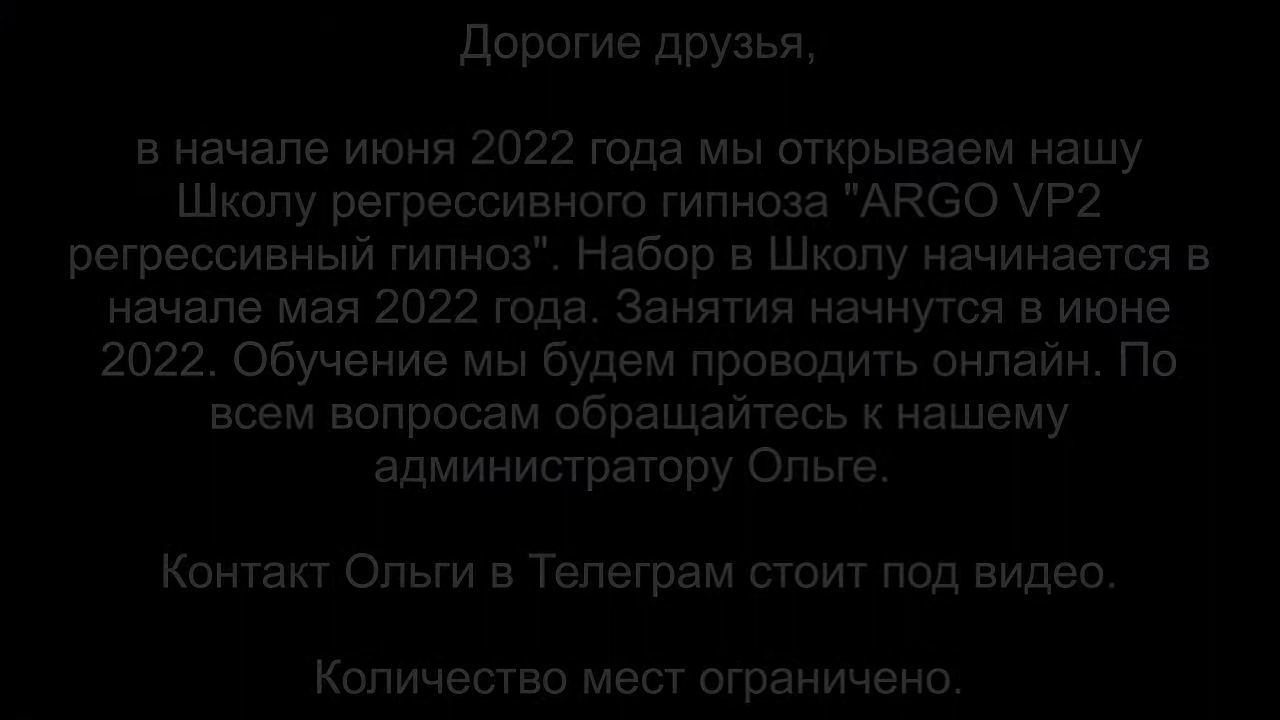 Дорогие друзья,
в начале июня 2022 года мы открываем нашу
Школу регрессивного гипноза "ARGO VP2
регрессивный гипноз". Набор в Школу начинается в
начале мая 2022 года. Занятия начнутся в июне
2022. Обучение мы будем проводить онлайн. По
всем вопросам обращайтесь к нашему
администратору Ольге.
Контакт Ольги в Телеграм стоит под видео.
Количество мест ограничено.